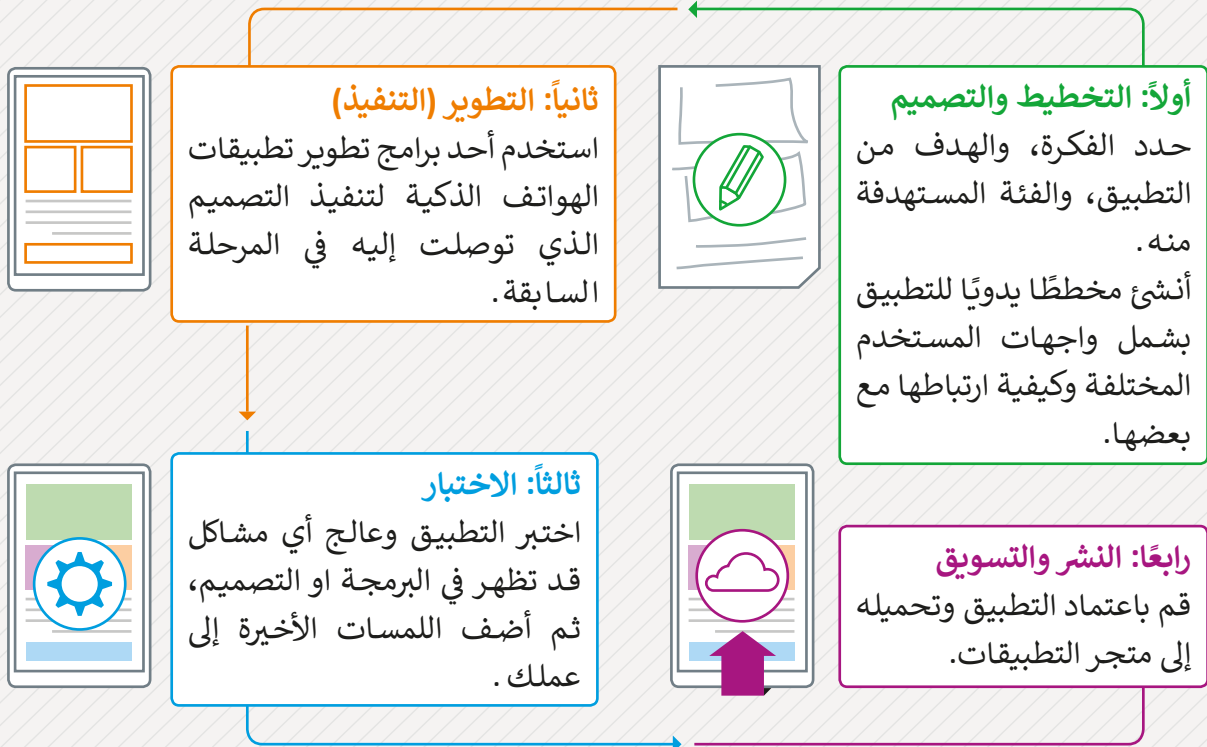 أولاً: التخطيط والتصميم
حدد الفكرة، والهدف من
التطبيق، والفئة المستهدفة
منه.
أنشئ مخططًا يدويًا للتطبيق
بشمل واجهات المستخدم
المختلفة وكيفية ارتباطها مع
بعضها.
ثانياً: التطوير (التنفيذ)
استخدم أحد برامج تطوير تطبيقات
الهواتف الذكية لتنفيذ التصميم
الذي توصلت إليه في المرحلة
السابقة.
ثالثاً: الاختبار
اختبر التطبيق وعالج أي مشاكل
قد تظهر في البرمجة او التصميم،
ثم أضف اللمسات الأخيرة إلى
عملك.
رابعًا: النشر والتسويق
قم باعتماد التطبيق وتحميله
إلى متجر التطبيقات.